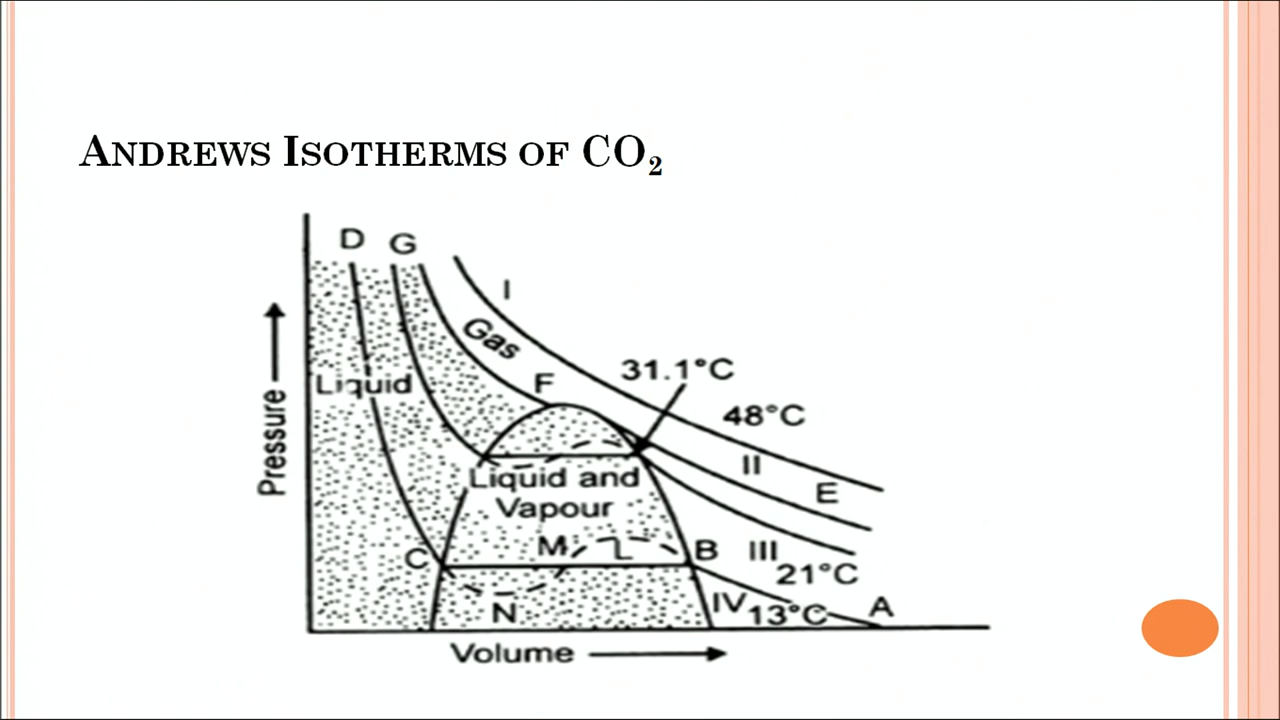 ANDREWS ISOTHERMS OF CO₂
D G
I
Gas
31.1°C
F
Liquid
48°C
Pressure
II
E
Liquid and
Vapour
M L B III
C
21°C
N IV 13°C A
Volume